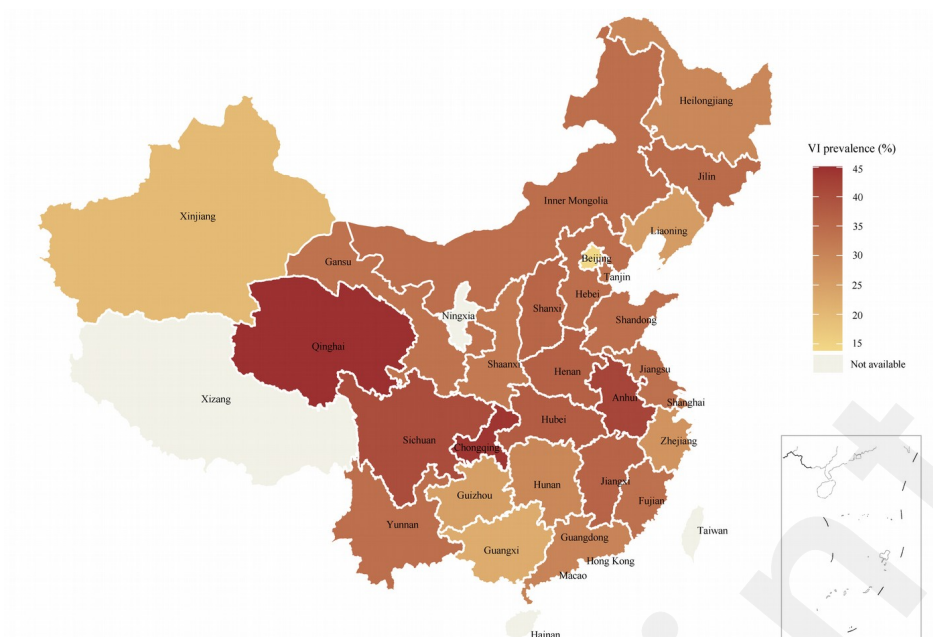 Heilongjiang
VI prevalence (%)
45
40
35
30
25
20
15
Not available
Jilin
Inner Mongolia
Xinjiang
Liaoning
Gansu
Beijing
Tanjin
Hebei
Ningxia
Shanxi
Shandong
Qinghai
Shaanxi
Henan
Jiangsu
Xizang
Anhui
Shanghai
Hubei
Sichuan
Chongqing
Zhejiang
Guizhou
Hunan
Jiangxi
Fujian
Yunnan
Guangxi
Guangdong
Taiwan
Hong Kong
Macao
Hainan